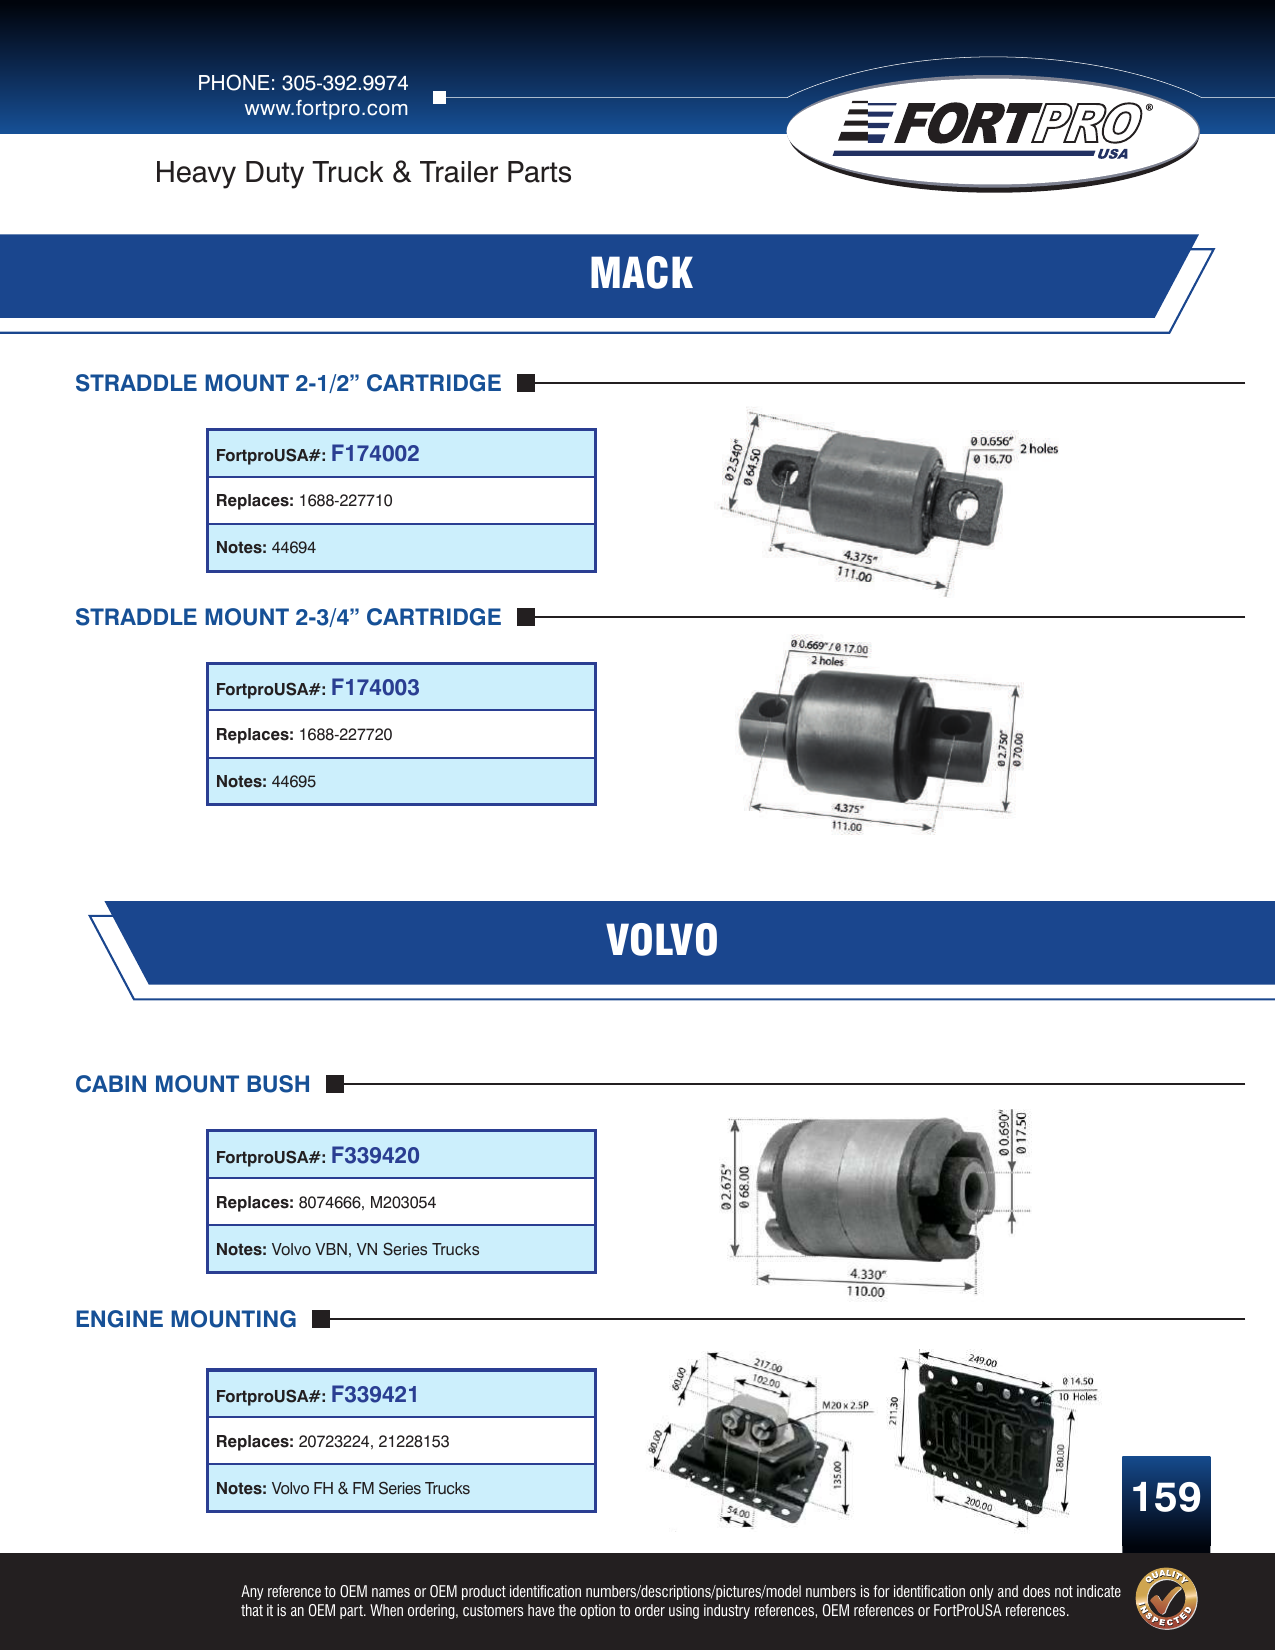 PHONE: 305-392.9974
www.fortpro.com
FORTPRO®
USA
Heavy Duty Truck & Trailer Parts
MACK
STRADDLE MOUNT 2-1/2” CARTRIDGE
FortproUSA#: F174002
Replaces: 1688-227710
Notes: 44694
Ø 2.540”
Ø 64.50
Ø 0.656”
Ø 16.70
2 holes
4.375”
111.00
STRADDLE MOUNT 2-3/4” CARTRIDGE
FortproUSA#: F174003
Replaces: 1688-227720
Notes: 44695
Ø 0.669”/ Ø 17.00
2 holes
Ø 2.750”
Ø 70.00
4.375”
111.00
VOLVO
CABIN MOUNT BUSH
FortproUSA#: F339420
Replaces: 8074666, M203054
Notes: Volvo VBN, VN Series Trucks
Ø 2.675”
Ø 68.00
Ø 0.690”
Ø 17.50
4.330”
110.00
ENGINE MOUNTING
FortproUSA#: F339421
Replaces: 20723224, 21228153
Notes: Volvo FH & FM Series Trucks
60.00
217.00
102.00
M20 x 2.5P
80.00
135.00
54.00
249.00
Ø 14.50
10 Holes
211.30
180.00
200.00
159
Any reference to OEM names or OEM product identification numbers/descriptions/pictures/model numbers is for identification only and does not indicate
that it is an OEM part. When ordering, customers have the option to order using industry references, OEM references or FortProUSA references.
QUALITY
INSPECTED